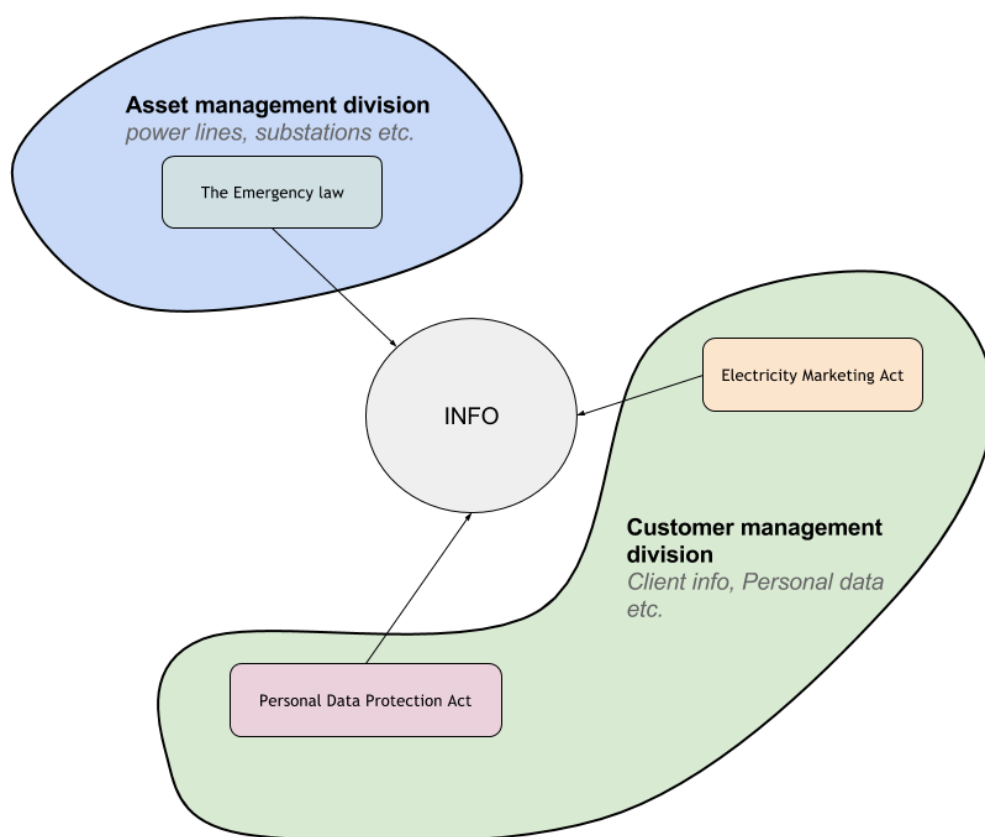 Asset management division
power lines, substations etc.
The Emergency law
INFO
Electricity Marketing Act
Customer management
division
Client info, Personal data
etc.
Personal Data Protection Act